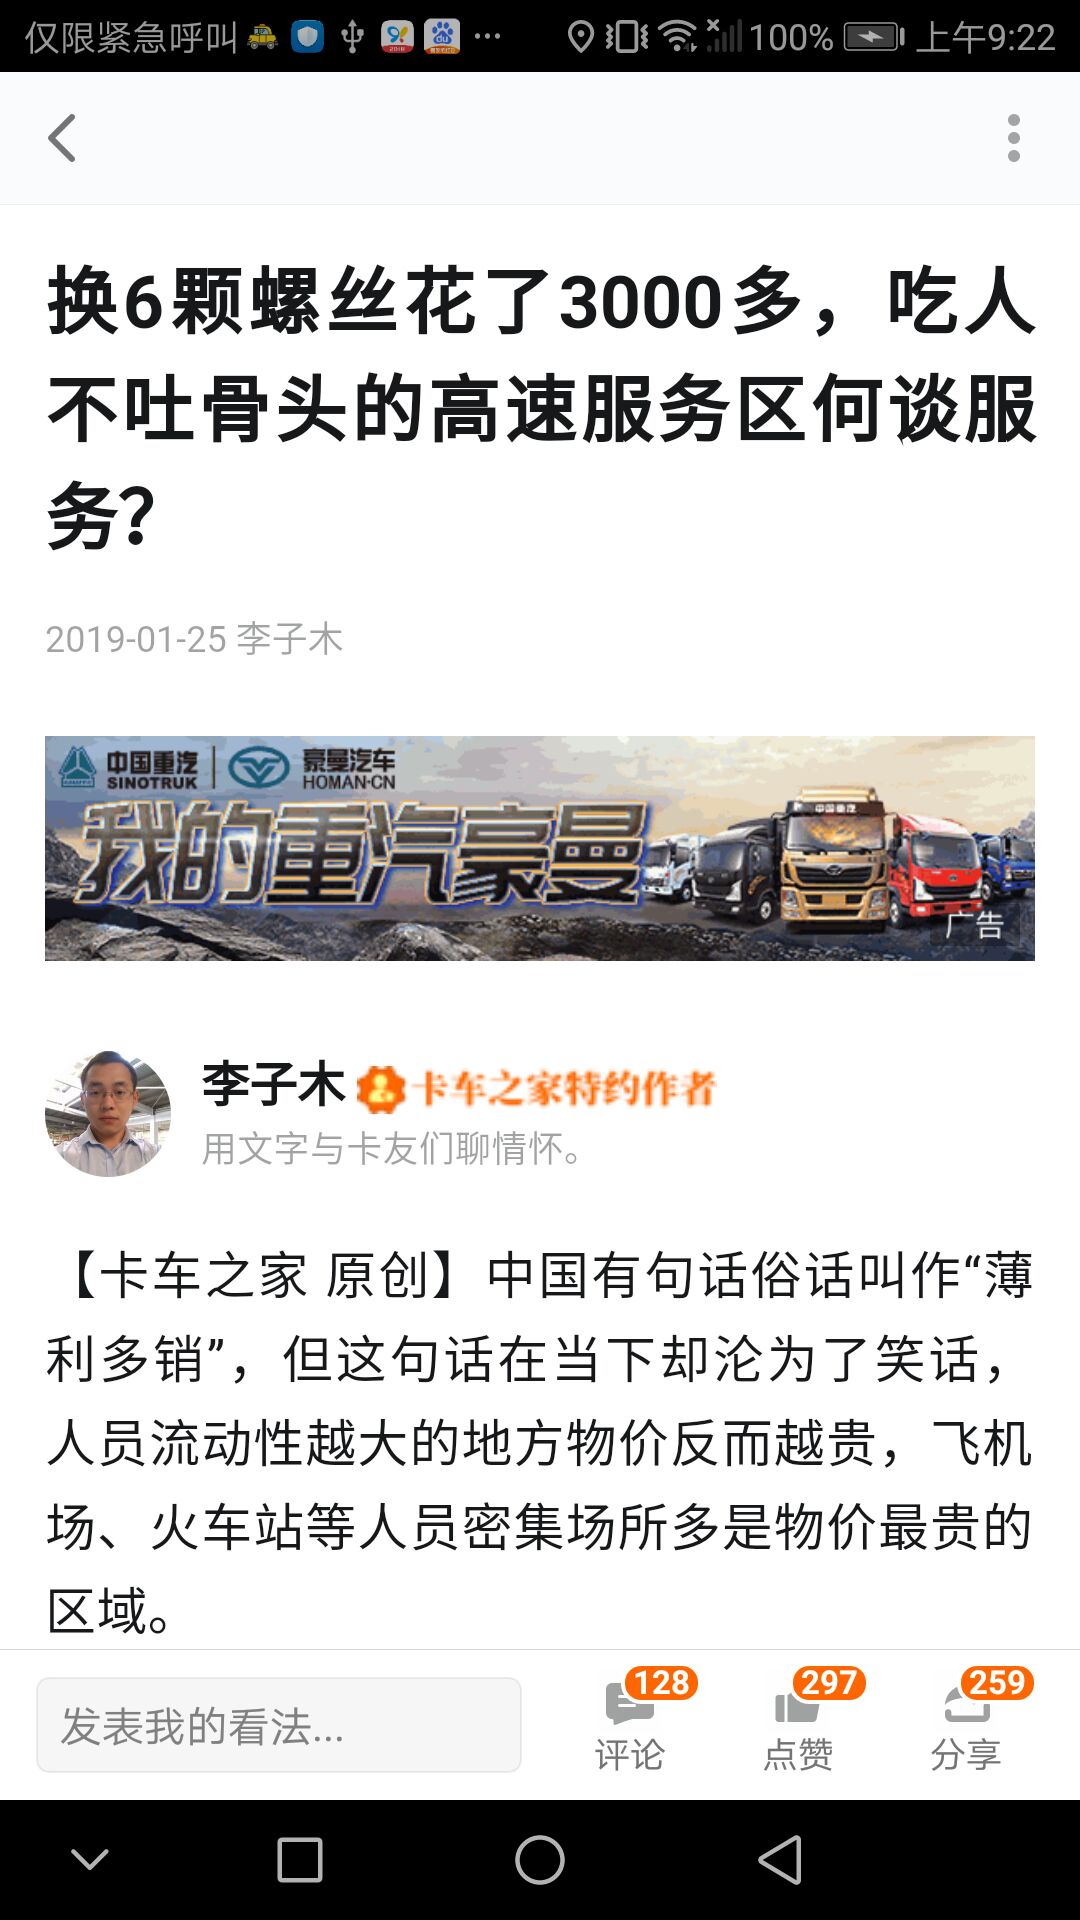 仅限紧急呼叫 100% 上午9:22
换6颗螺丝花了3000多，吃人
不吐骨头的高速服务区何谈服
务？
2019-01-25 李子木
中国重汽 SINOTRUK 豪曼汽车 HOMAN·CN
我的重汽豪曼
中国重汽
广告
李子木 卡车之家特约作者
用文字与卡友们聊情怀。
【卡车之家 原创】中国有句话俗话叫作“薄
利多销”，但这句话在当下却沦为了笑话，
人员流动性越大的地方物价反而越贵，飞机
场、火车站等人员密集场所多是物价最贵的
区域。
发表我的看法...
128 297 259
评论 点赞 分享